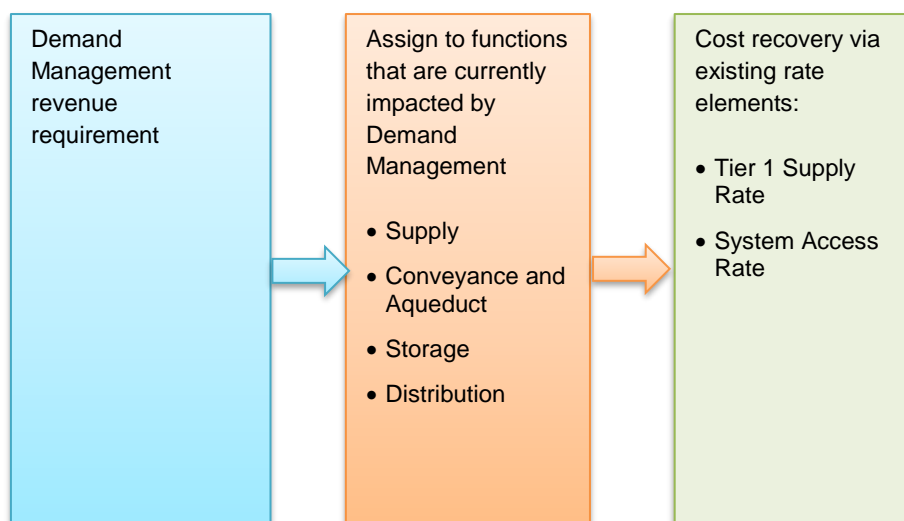 Demand
Management
revenue
requirement
Assign to functions
that are currently
impacted by
Demand
Management
• Supply
• Conveyance and
Aqueduct
• Storage
• Distribution
Cost recovery via
existing rate
elements:
• Tier 1 Supply
Rate
• System Access
Rate